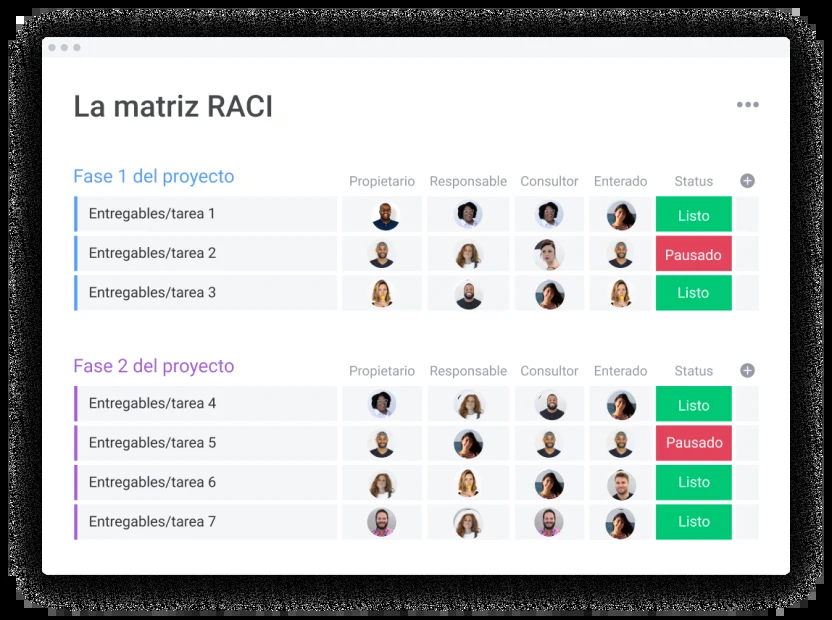 La matriz RACI
Fase 1 del proyecto
Propietario Responsable Consultor Enterado Status
Entregables/tarea 1 Listo
Entregables/tarea 2 Pausado
Entregables/tarea 3 Listo
Fase 2 del proyecto
Propietario Responsable Consultor Enterado Status
Entregables/tarea 4 Listo
Entregables/tarea 5 Pausado
Entregables/tarea 6 Listo
Entregables/tarea 7 Listo